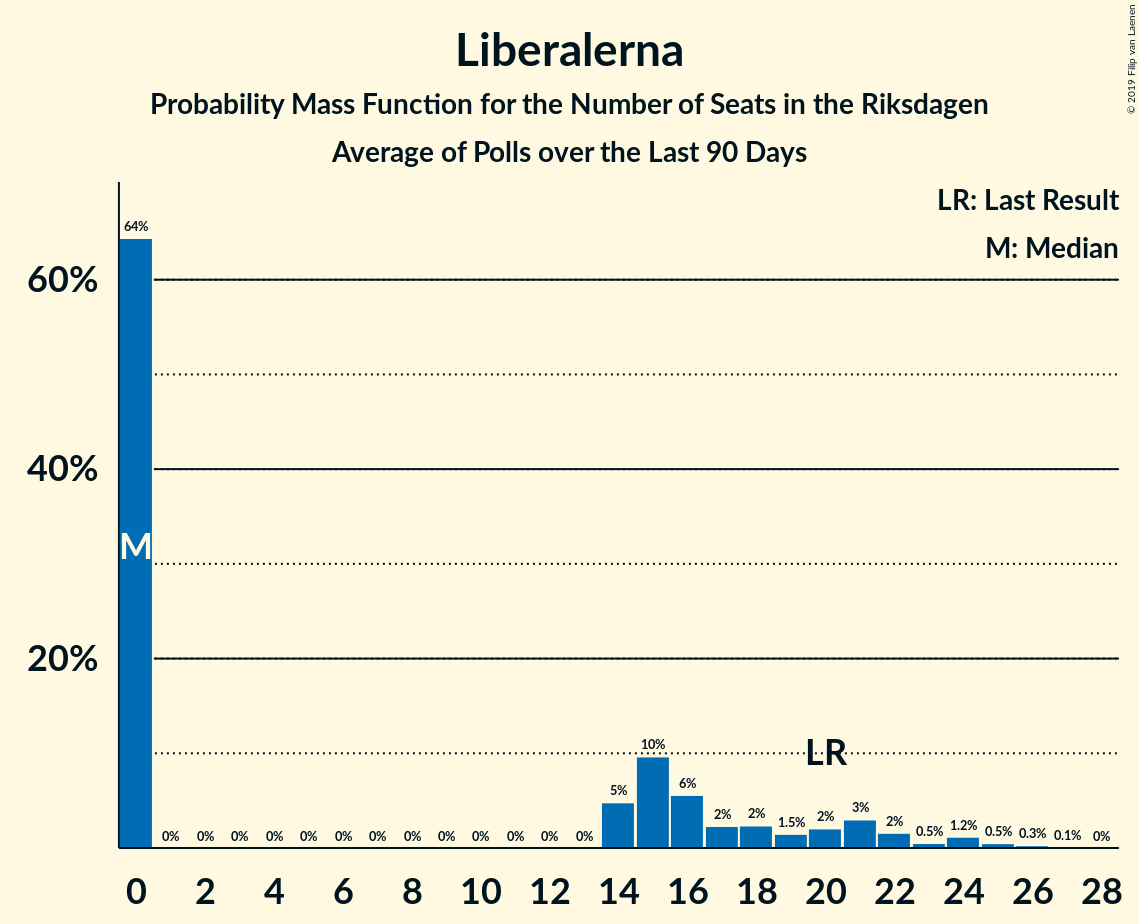 Liberalerna
Probability Mass Function for the Number of Seats in the Riksdagen
Average of Polls over the Last 90 Days
© 2019 Filip van Laenen
LR: Last Result
M: Median
60%
40%
20%
64%
M
0% 0% 0% 0% 0% 0% 0% 0% 0% 0% 0% 0% 0% 5% 10% 6% 2% 2% 1.5% 2% 3% 2% 0.5% 1.2% 0.5% 0.3% 0.1% 0%
LR
0 2 4 6 8 10 12 14 16 18 20 22 24 26 28